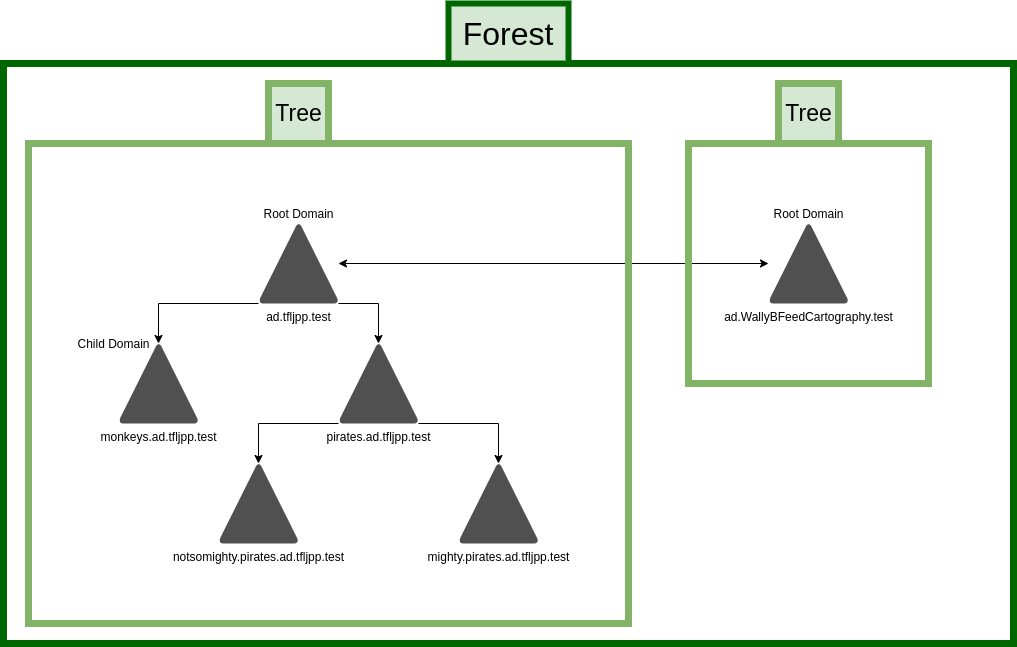 Forest
Tree
Tree
Root Domain
Root Domain
ad.tfljpp.test
ad.WallyBFeedCartography.test
Child Domain
monkeys.ad.tfljpp.test
pirates.ad.tfljpp.test
notsomighty.pirates.ad.tfljpp.test
mighty.pirates.ad.tfljpp.test